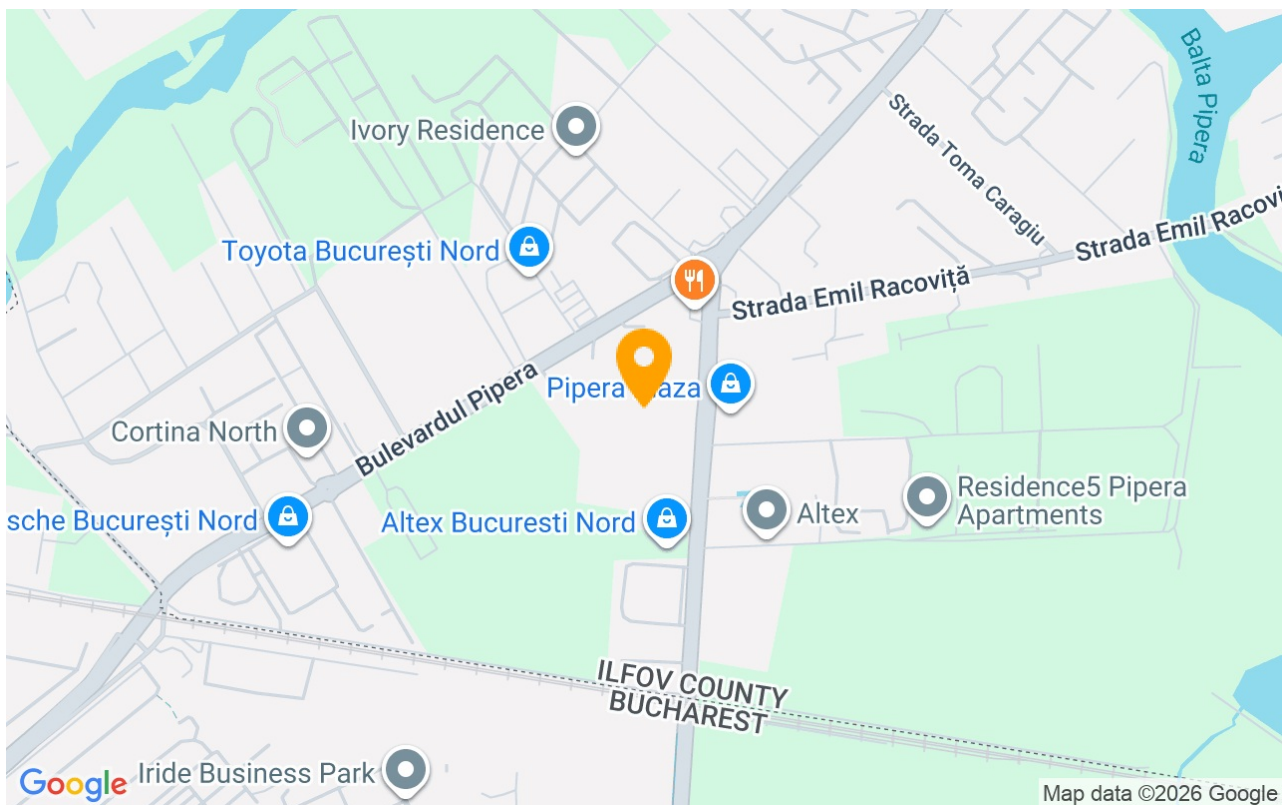 Balta Pipera
Ivory Residence
Strada Toma Caragiu
Strada Emil Racovi
Toyota București Nord
Strada Emil Racoviță
Pipera aza
Bulevardul Pipera
Cortina North
sche București Nord
Altex Bucuresti Nord
Altex
Residence5 Pipera
Apartments
ILFOV COUNTY
BUCHAREST
Iride Business Park
Google
Map data ©2026 Google